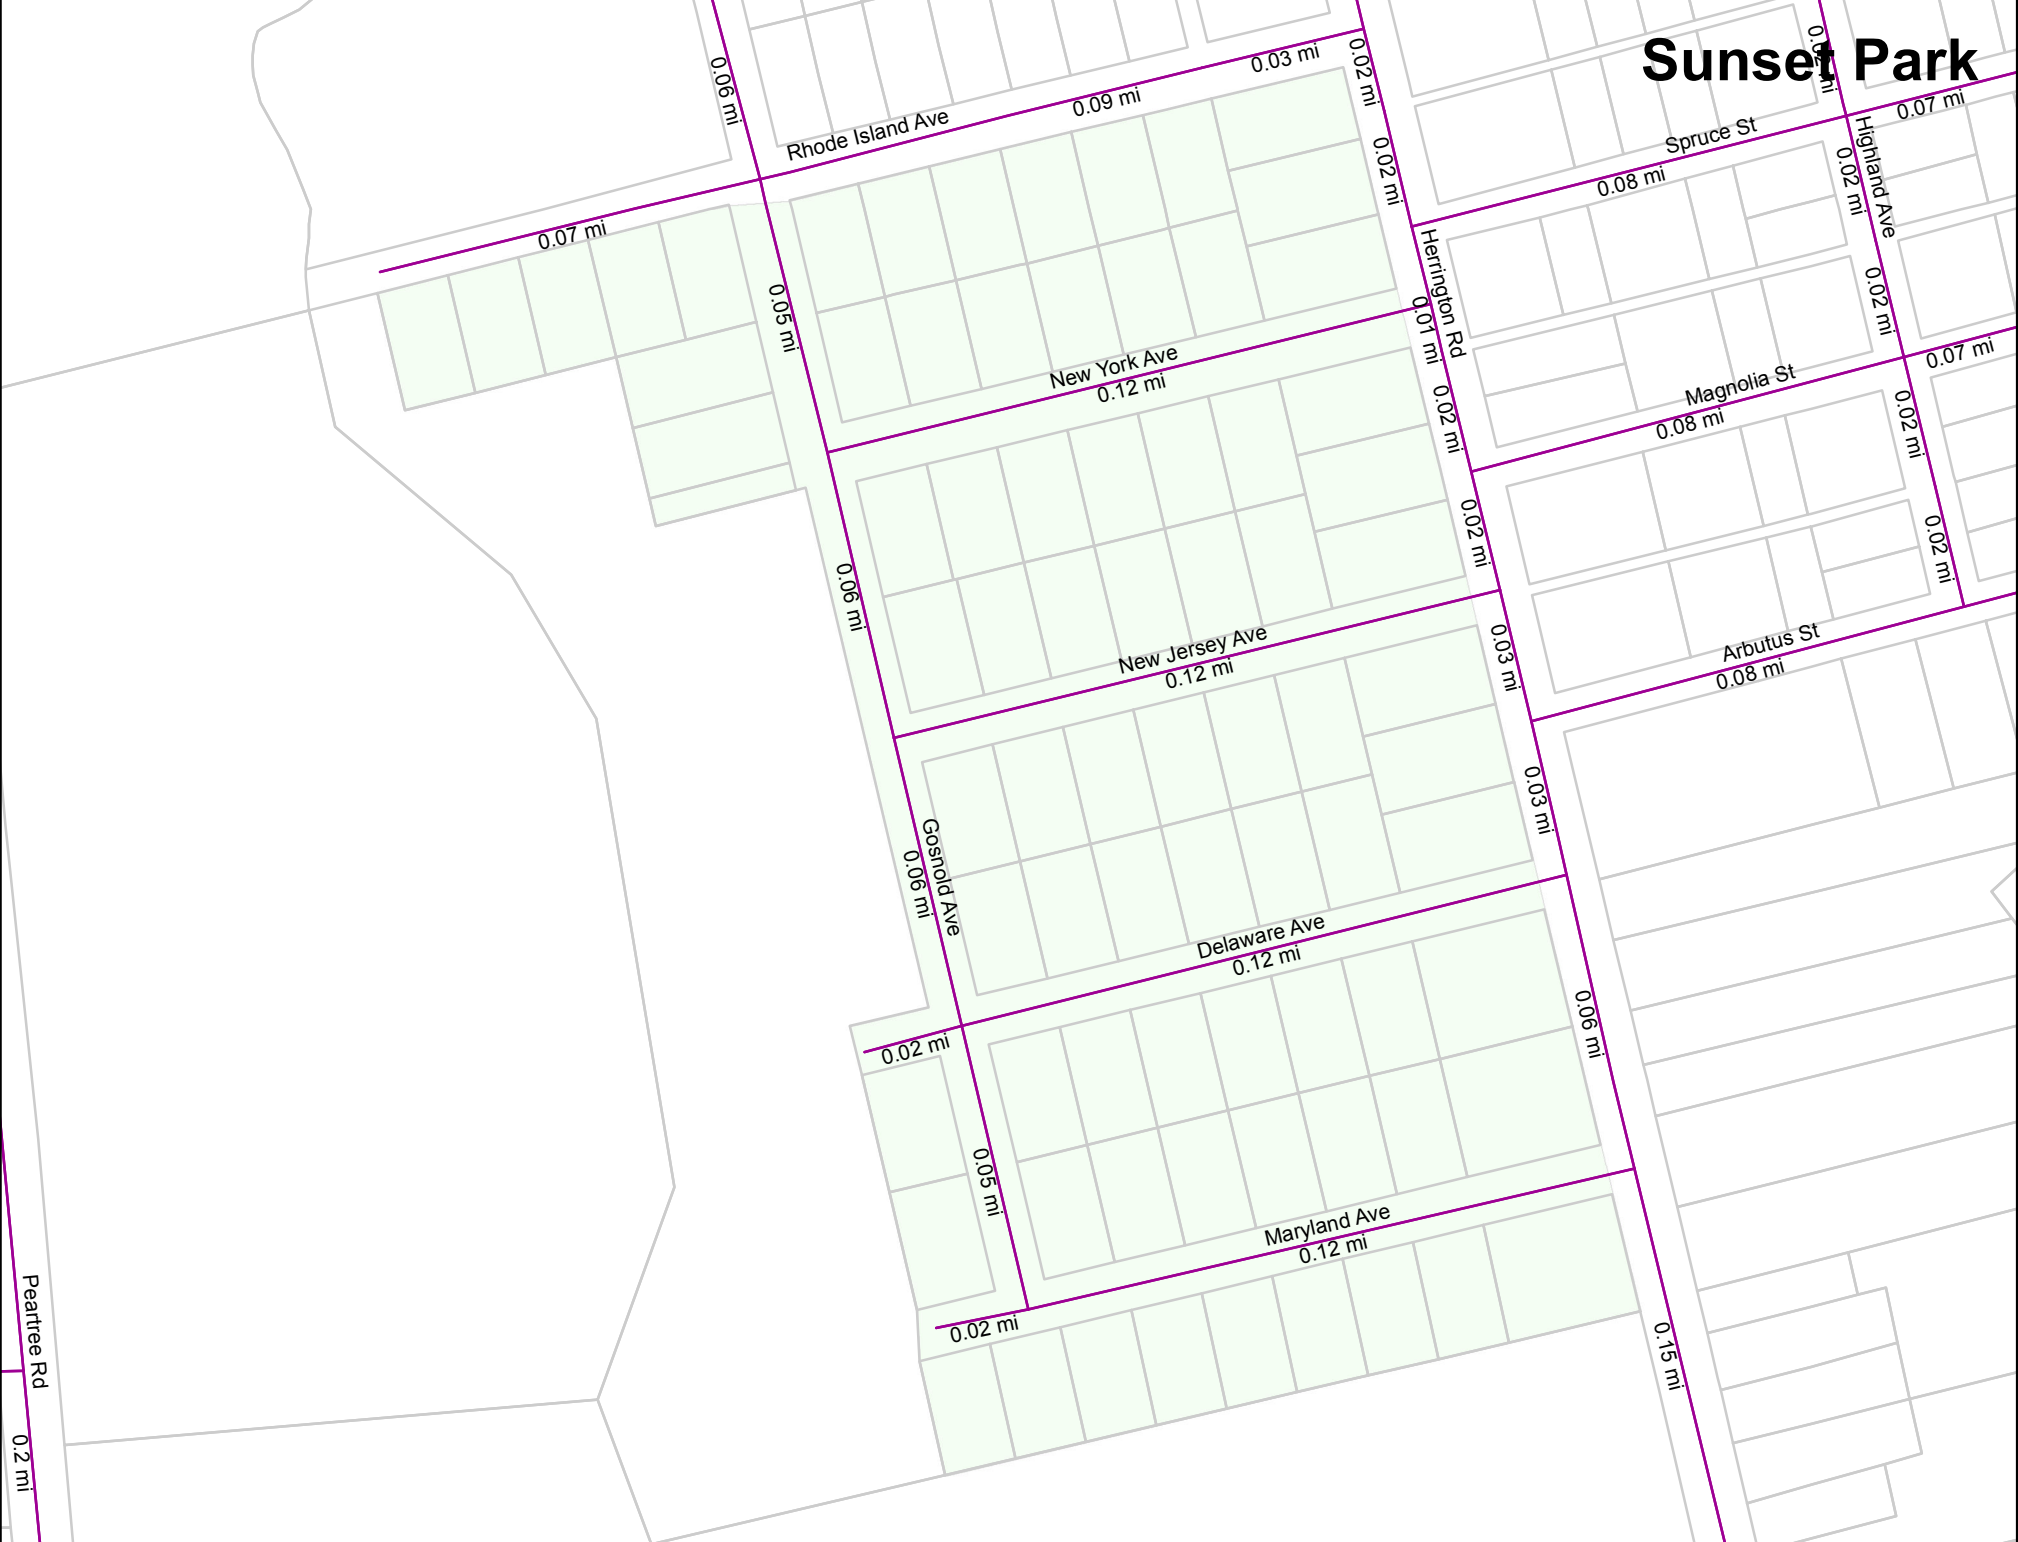 Sunset Park
0.06 mi
Rhode Island Ave
0.09 mi
0.03 mi
0.02 mi
0.02 mi
0.07 mi
Spruce St
0.08 mi
0.02 mi
Highland Ave
0.02 mi
0.07 mi
0.05 mi
Herrington Rd
0.02 mi
0.01 mi
New York Ave
0.12 mi
Magnolia St
0.08 mi
0.07 mi
0.02 mi
0.02 mi
0.02 mi
0.02 mi
0.06 mi
New Jersey Ave
0.12 mi
0.03 mi
Arbutus St
0.08 mi
0.03 mi
Gosnold Ave
0.06 mi
Delaware Ave
0.12 mi
0.02 mi
0.06 mi
0.05 mi
Maryland Ave
0.12 mi
0.02 mi
0.15 mi
Peartree Rd
0.2 mi